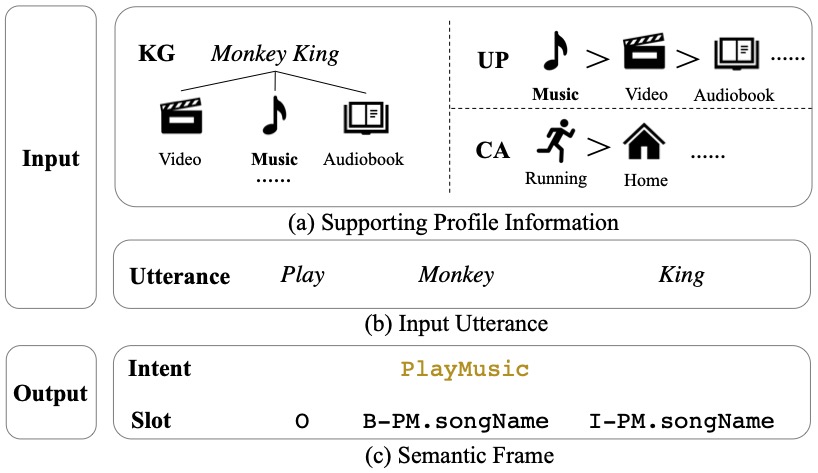 Input
KG Monkey King
Video Music Audiobook
......
UP > > ......
Music Video Audiobook
CA > ......
Running Home
(a) Supporting Profile Information
Utterance Play Monkey King
(b) Input Utterance
Output
Intent PlayMusic
Slot O B-PM.songName I-PM.songName
(c) Semantic Frame